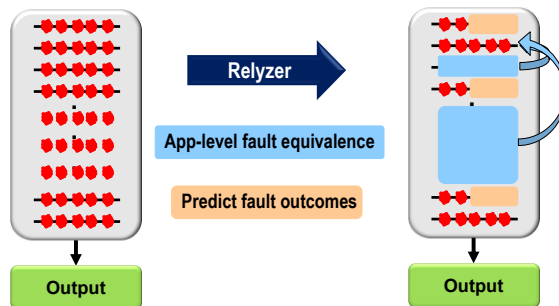 Relyzer
App-level fault equivalence
Predict fault outcomes
Output
Output